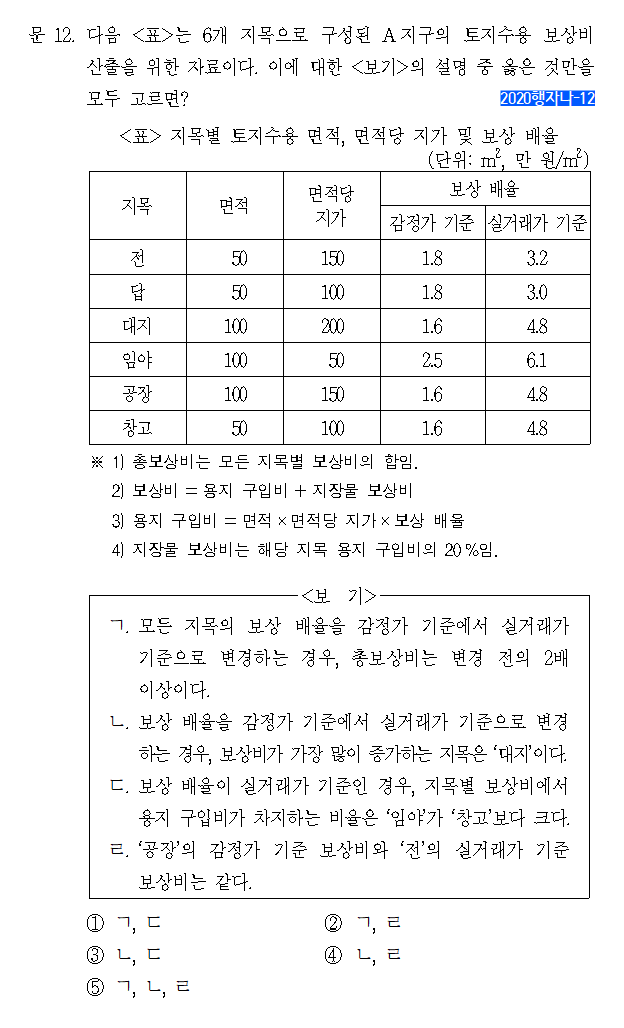 문 12. 다음 <표>는 6개 지목으로 구성된 A지구의 토지수용 보상비
산출을 위한 자료이다. 이에 대한 <보기>의 설명 중 옳은 것만을
모두 고르면?
2020행자나-12
<표> 지목별 토지수용 면적, 면적당 지가 및 보상 배율
(단위: m², 만 원/m²)
지목 면적 면적당 지가 보상 배율
감정가 기준 실거래가 기준
전 50 150 1.8 3.2
답 50 100 1.8 3.0
대지 100 200 1.6 4.8
임야 100 50 2.5 6.1
공장 100 150 1.6 4.8
창고 50 100 1.6 4.8
※ 1) 총보상비는 모든 지목별 보상비의 합임.
2) 보상비 = 용지 구입비 + 지장물 보상비
3) 용지 구입비 = 면적 × 면적당 지가 × 보상 배율
4) 지장물 보상비는 해당 지목 용지 구입비의 20%임.
<보 기>
ㄱ. 모든 지목의 보상 배율을 감정가 기준에서 실거래가
기준으로 변경하는 경우, 총보상비는 변경 전의 2배
이상이다.
ㄴ. 보상 배율을 감정가 기준에서 실거래가 기준으로 변경
하는 경우, 보상비가 가장 많이 증가하는 지목은 ‘대지’이다.
ㄷ. 보상 배율이 실거래가 기준인 경우, 지목별 보상비에서
용지 구입비가 차지하는 비율은 ‘임야’가 ‘창고’보다 크다.
ㄹ. ‘공장’의 감정가 기준 보상비와 ‘전’의 실거래가 기준
보상비는 같다.
① ㄱ, ㄷ ② ㄱ, ㄹ
③ ㄴ, ㄷ ④ ㄴ, ㄹ
⑤ ㄱ, ㄴ, ㄹ